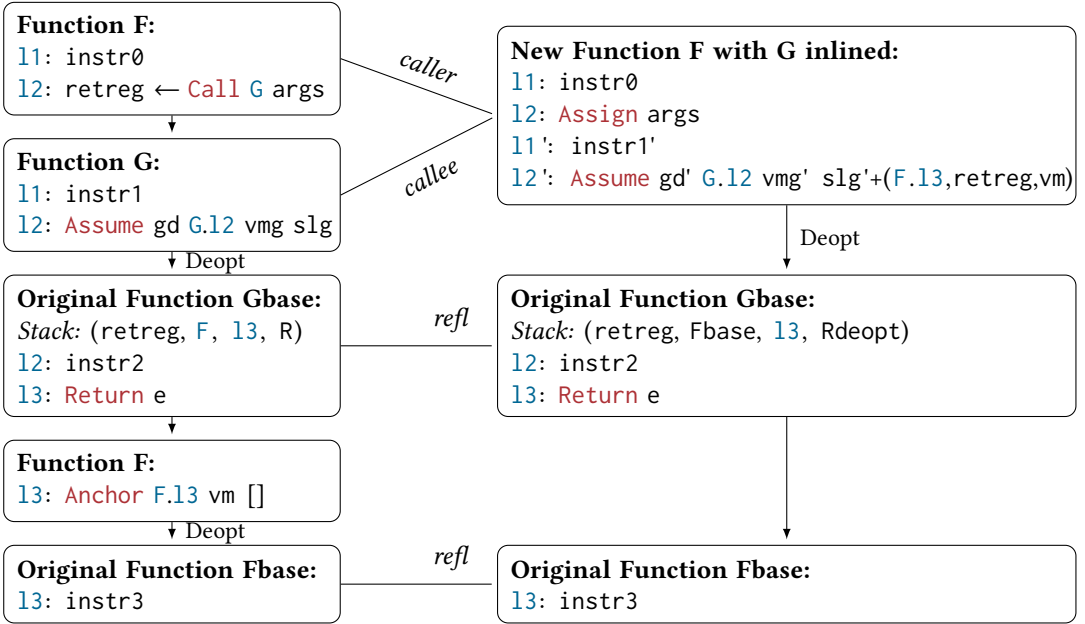 Function F:
l1: instr0
l2: retreg ← Call G args
caller
Function G:
l1: instr1
l2: Assume gd G.l2 vmg slg
callee
New Function F with G inlined:
l1: instr0
l2: Assign args
l1': instr1'
l2': Assume gd' G.l2 vmg' slg'+(F.l3,retreg,vm)
Deopt
Deopt
Original Function Gbase:
Stack: (retreg, F, l3, R)
l2: instr2
l3: Return e
refl
Original Function Gbase:
Stack: (retreg, Fbase, l3, Rdeopt)
l2: instr2
l3: Return e
Function F:
l3: Anchor F.l3 vm []
Deopt
Original Function Fbase:
l3: instr3
refl
Original Function Fbase:
l3: instr3